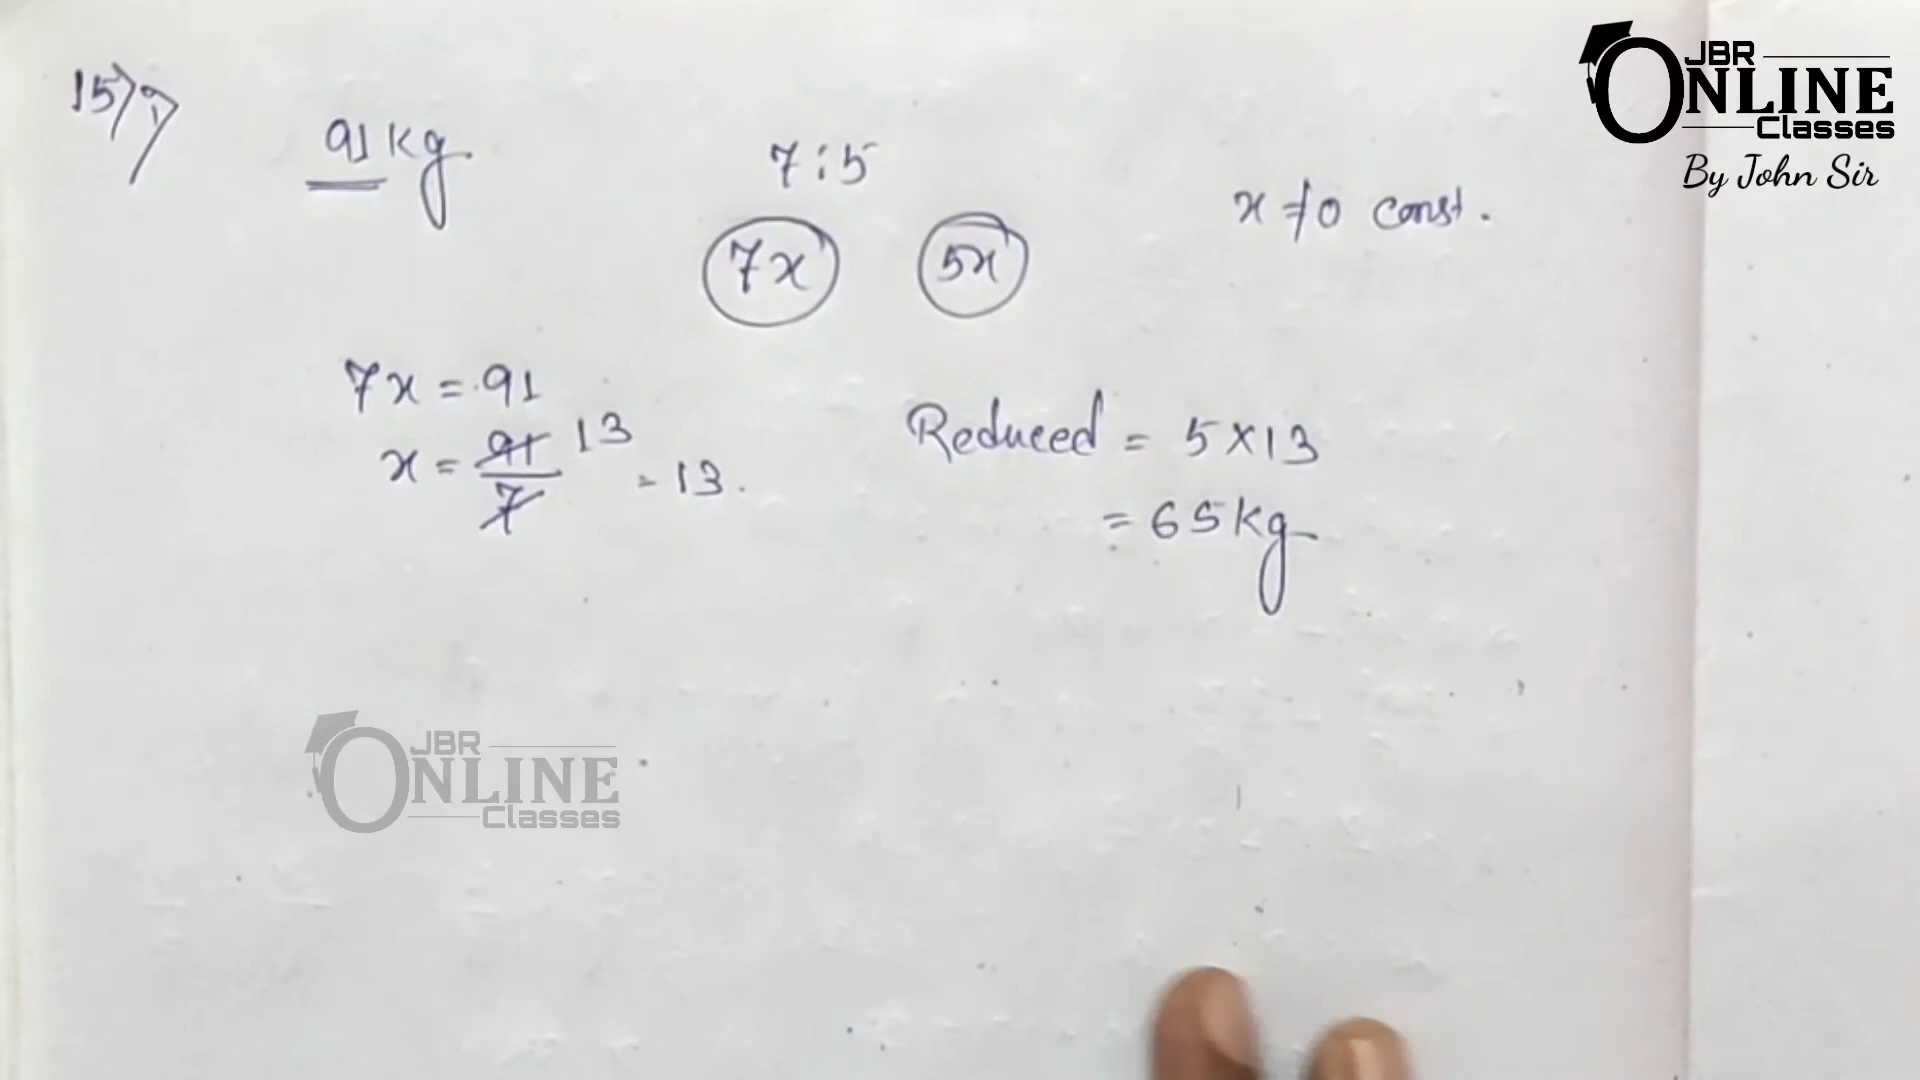 JBR
ONLINE
Classes
By John Sir
15) i)
91 kg
7:5
7x 5x
x ≠ 0 const.
7x = 91
x = 91/7 13 = 13.
Reduced = 5 × 13
= 65 kg
JBR
ONLINE
Classes